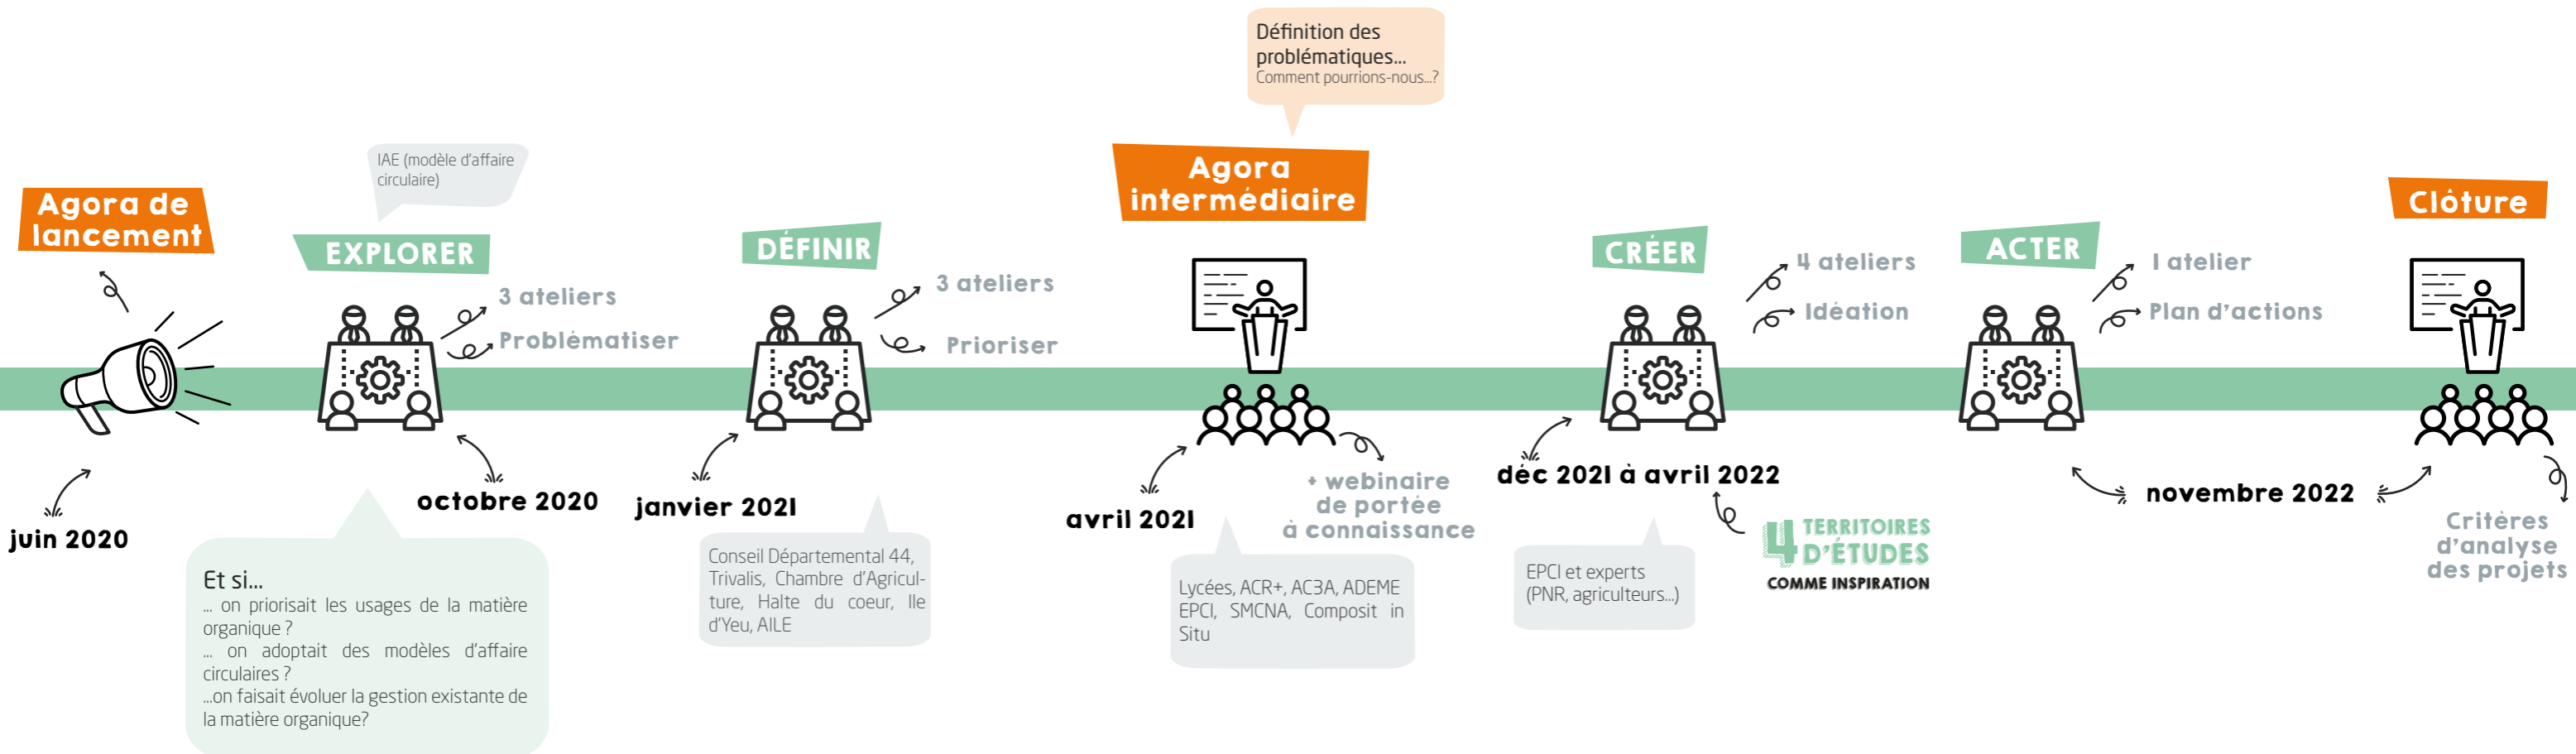 Agora de
lancement
juin 2020
IAE (modèle d'affaire
circulaire)
EXPLORER
3 ateliers
Problématiser
octobre 2020
Et si...
... on priorisait les usages de la matière
organique ?
... on adoptait des modèles d'affaire
circulaires ?
...on faisait évoluer la gestion existante de
la matière organique?
DÉFINIR
3 ateliers
Prioriser
janvier 2021
Conseil Départemental 44,
Trivalis, Chambre d'Agricul-
ture, Halte du coeur, Ile
d'Yeu, AILE
Définition des
problématiques...
Comment pourrions-nous...?
Agora
intermédiaire
avril 2021
+ webinaire
de portée
à connaissance
Lycées, ACR+, AC3A, ADEME
EPCI, SMCNA, Composit in
Situ
CRÉER
4 ateliers
Idéation
déc 2021 à avril 2022
EPCI et experts
(PNR, agriculteurs...)
4 TERRITOIRES
D'ÉTUDES
COMME INSPIRATION
ACTER
1 atelier
Plan d'actions
novembre 2022
Clôture
Critères
d'analyse
des projets